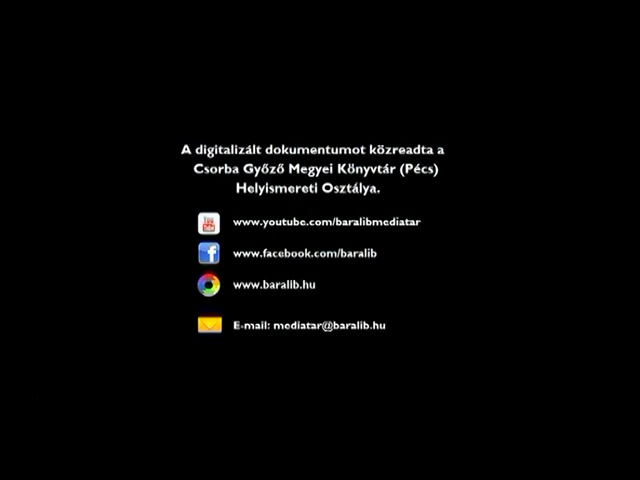 A digitalizált dokumentumot közreadta a
Csorba Győző Megyei Könyvtár (Pécs)
Helyismereti Osztálya.
www.youtube.com/baralibmediatar
www.facebook.com/baralib
www.baralib.hu
E-mail: mediatar@baralib.hu